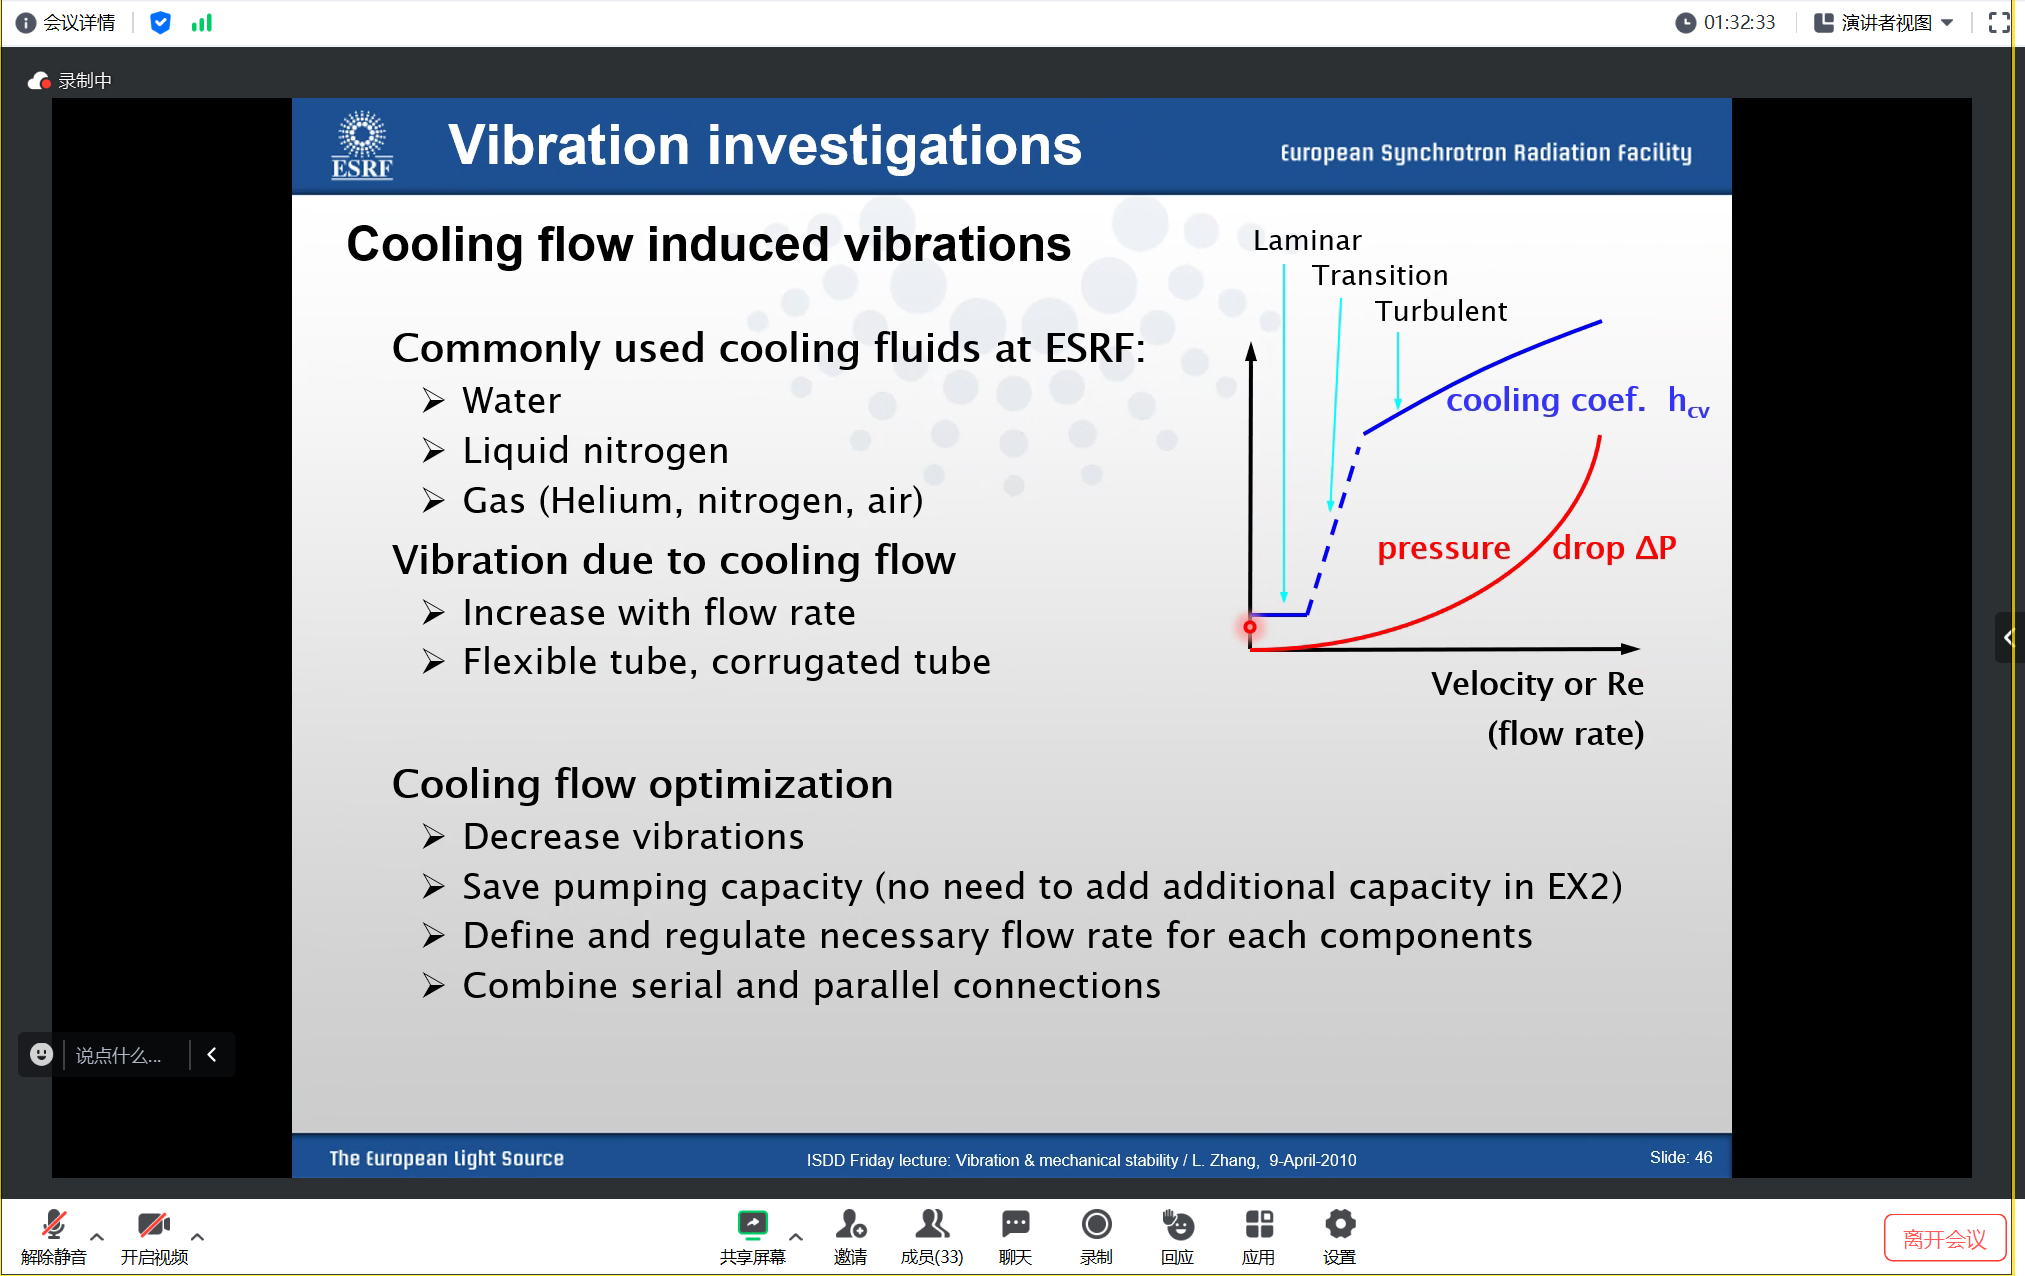 会议详情
01:32:33
演讲者视图
录制中
ESRF
Vibration investigations
European Synchrotron Radiation Facility
Cooling flow induced vibrations
Laminar
Transition
Turbulent
Commonly used cooling fluids at ESRF:
Water
Liquid nitrogen
Gas (Helium, nitrogen, air)
cooling coef. hcv
pressure drop ΔP
Vibration due to cooling flow
Increase with flow rate
Flexible tube, corrugated tube
Velocity or Re
(flow rate)
Cooling flow optimization
Decrease vibrations
Save pumping capacity (no need to add additional capacity in EX2)
Define and regulate necessary flow rate for each components
Combine serial and parallel connections
说点什么...
The European Light Source
ISDD Friday lecture: Vibration & mechanical stability / L. Zhang, 9-April-2010
Slide: 46
解除静音
开启视频
共享屏幕
邀请
成员(33)
聊天
录制
回应
应用
设置
离开会议